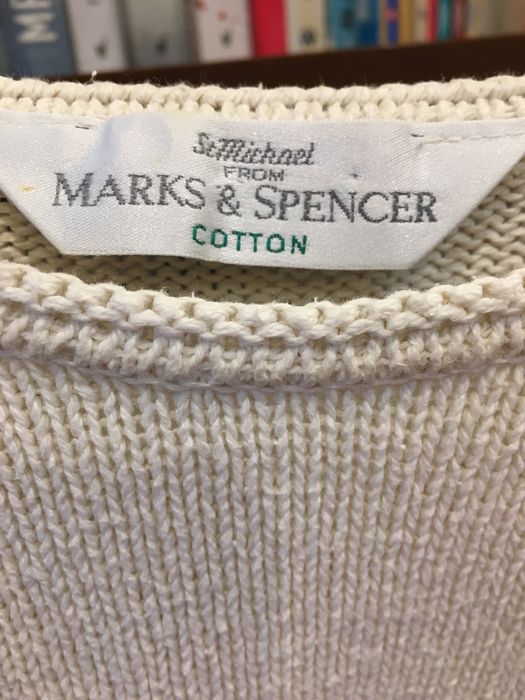 St Michael
FROM
MARKS & SPENCER
COTTON